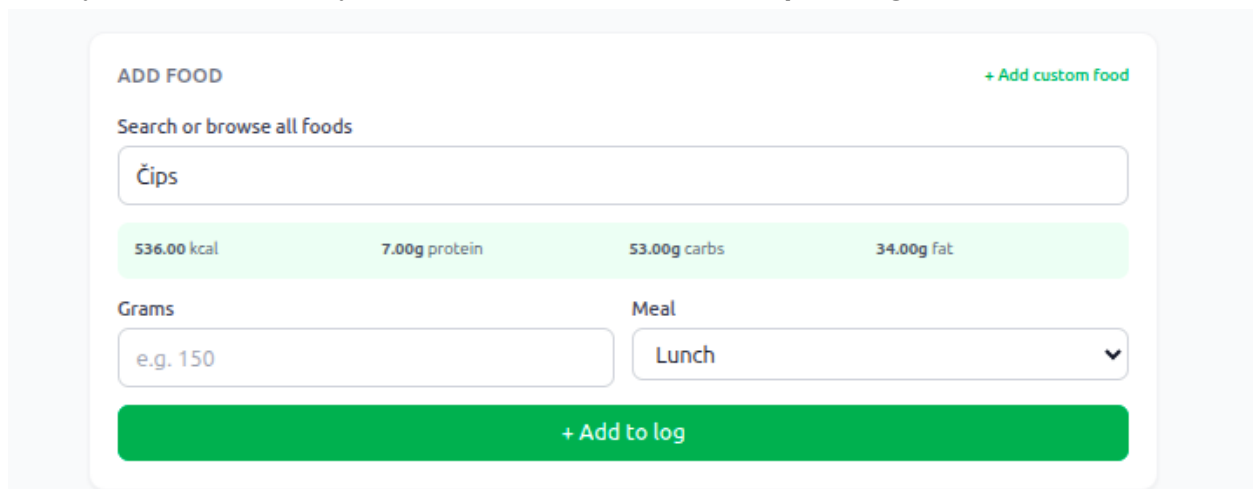 ADD FOOD + Add custom food
Search or browse all foods
Čips
536.00 kcal 7.00g protein 53.00g carbs 34.00g fat
Grams Meal
e.g. 150 Lunch
+ Add to log